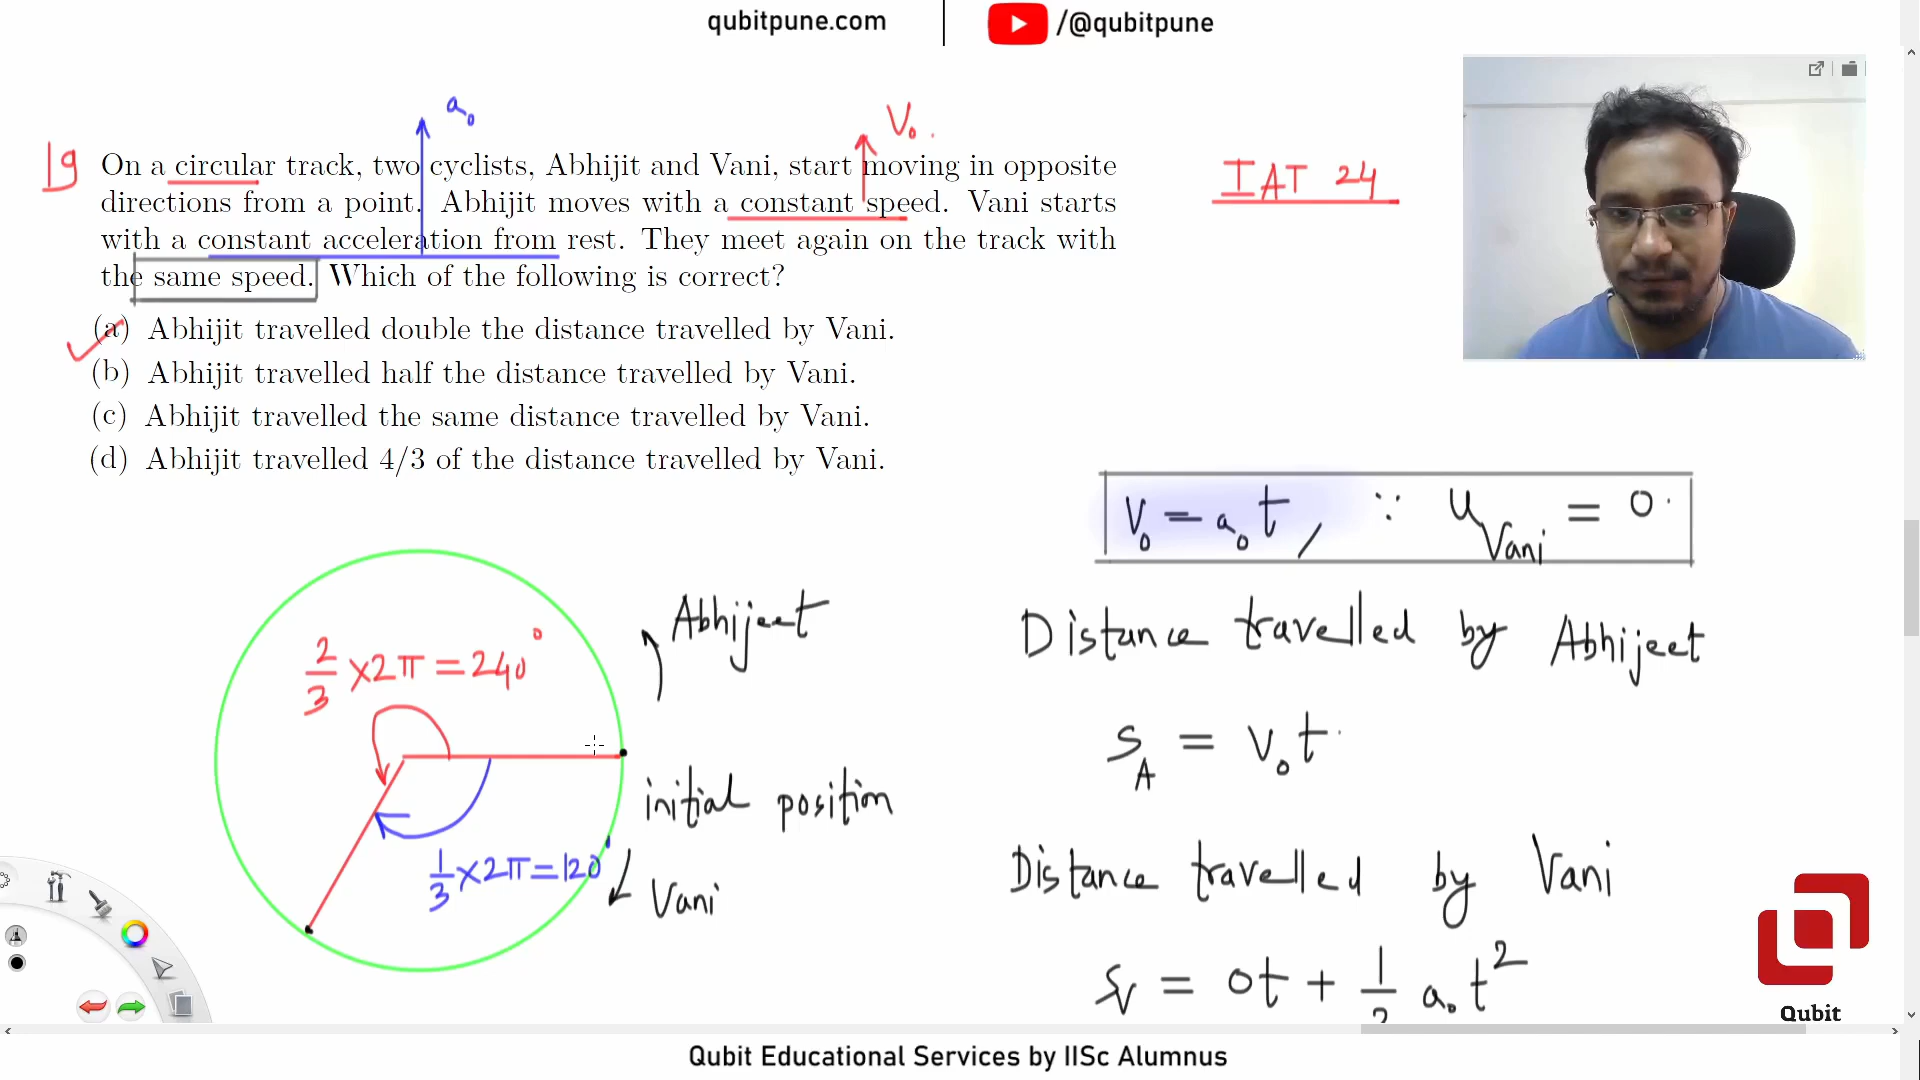 qubitpune.com | /@qubitpune
a₀
V₀.
19 On a circular track, two cyclists, Abhijit and Vani, start moving in opposite
directions from a point. Abhijit moves with a constant speed. Vani starts
with a constant acceleration from rest. They meet again on the track with
the same speed. Which of the following is correct?
IAT 24
(a) Abhijit travelled double the distance travelled by Vani.
(b) Abhijit travelled half the distance travelled by Vani.
(c) Abhijit travelled the same distance travelled by Vani.
(d) Abhijit travelled 4/3 of the distance travelled by Vani.
V₀ = a₀t, ∵ u_Vani = 0.
Abhijeet
2/3 × 2π = 240°
initial position
1/3 × 2π = 120°
Vani
Distance travelled by Abhijeet
S_A = V₀t.
Distance travelled by Vani
S_V = 0t + 1/2 a₀t²
Qubit
Qubit Educational Services by IISc Alumnus